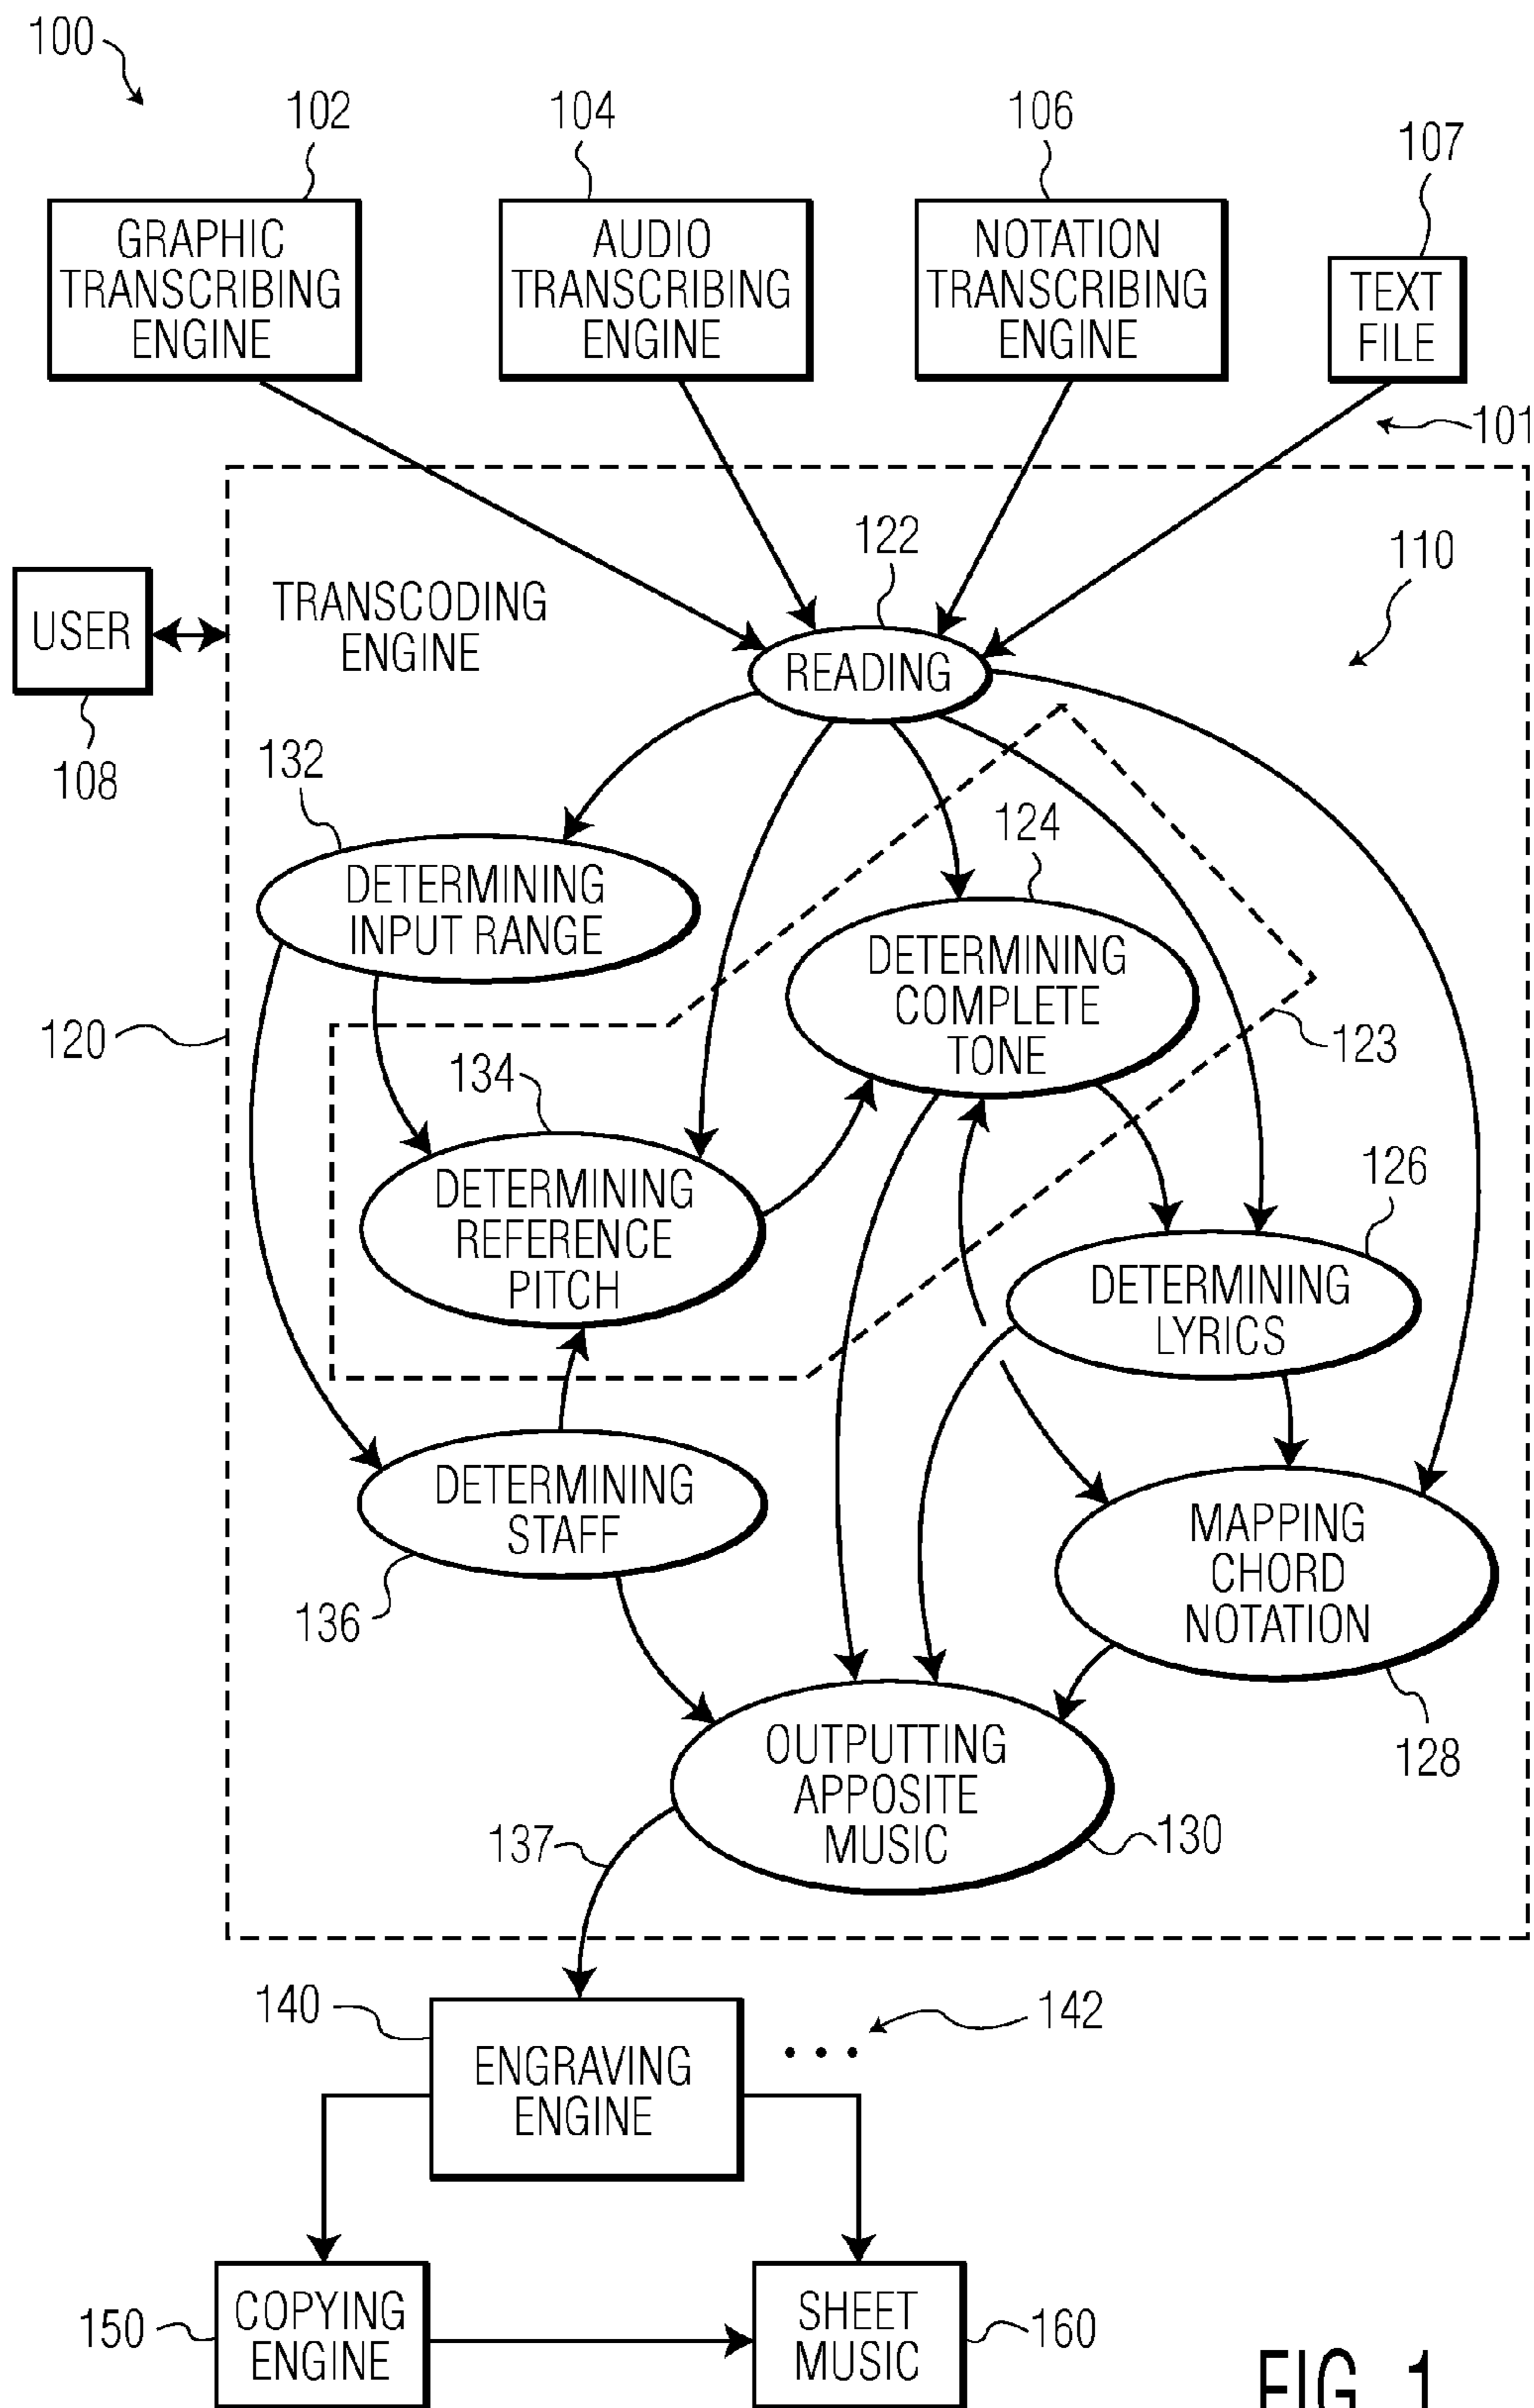 100
102
104
106
107
GRAPHIC
TRANSCRIBING
ENGINE
AUDIO
TRANSCRIBING
ENGINE
NOTATION
TRANSCRIBING
ENGINE
TEXT
FILE
101
122
110
USER
TRANSCODING
ENGINE
READING
108
132
124
DETERMINING
INPUT RANGE
DETERMINING
COMPLETE
TONE
120
123
134
DETERMINING
REFERENCE
PITCH
126
DETERMINING
LYRICS
DETERMINING
STAFF
136
MAPPING
CHORD
NOTATION
128
OUTPUTTING
APPOSITE
MUSIC
137
130
140
142
ENGRAVING
ENGINE
150
COPYING
ENGINE
SHEET
MUSIC
160
FIG. 1